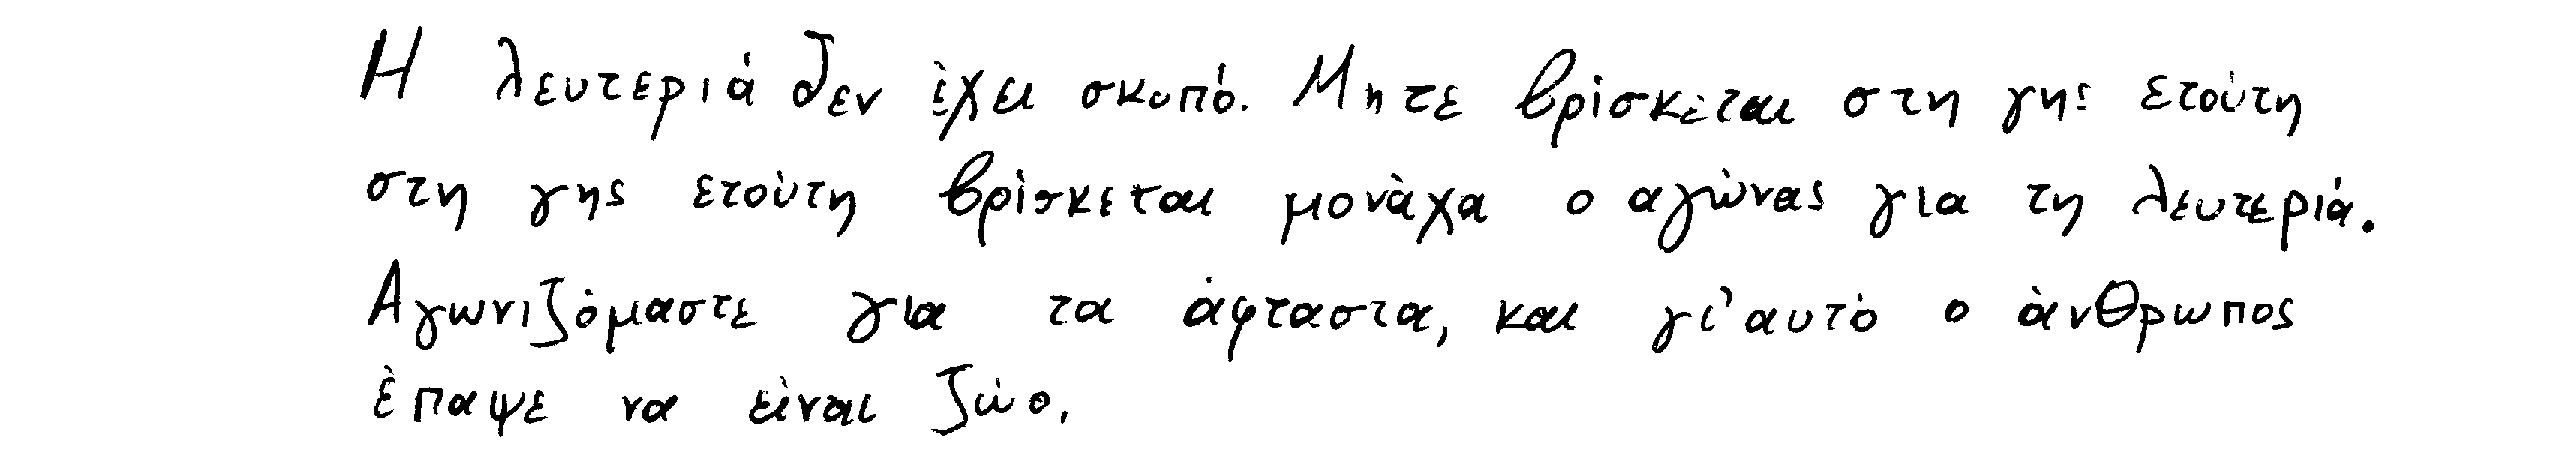 Η λευτεριά δεν έχει σκοπό. Μητε βρίσκεται στη γης ετούτη
στη γης ετούτη βρίσκεται μονάχα ο αγώνας για τη λευτεριά.
Αγωνιζόμαστε για τα άφταστα, και γι'αυτό ο άνθρωπος
έπαψε να είναι ζώο.